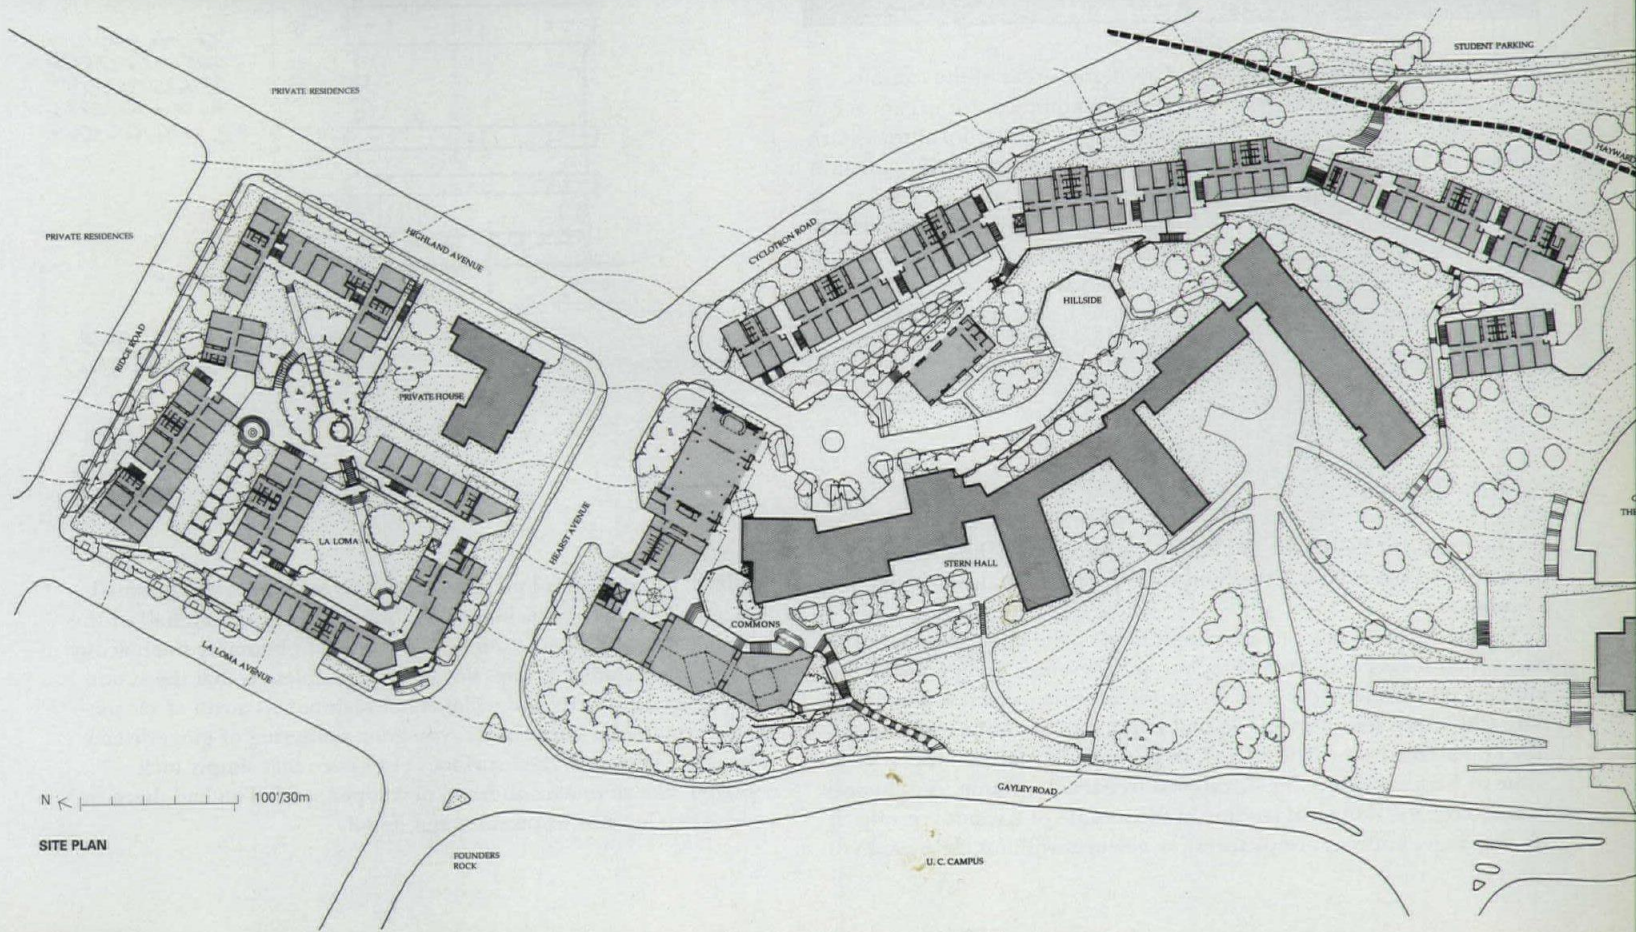 STUDENT PARKING
PRIVATE RESIDENCES
HAYWARD
PRIVATE RESIDENCES
HIGHLAND AVENUE
CYCLOTRON ROAD
HILLSIDE
RIDGE ROAD
PRIVATE HOUSE
LA LOMA
HEARST AVENUE
STERN HALL
COMMONS
LA LOMA AVENUE
GAYLEY ROAD
N
100'/30m
SITE PLAN
FOUNDERS
ROCK
U. C. CAMPUS